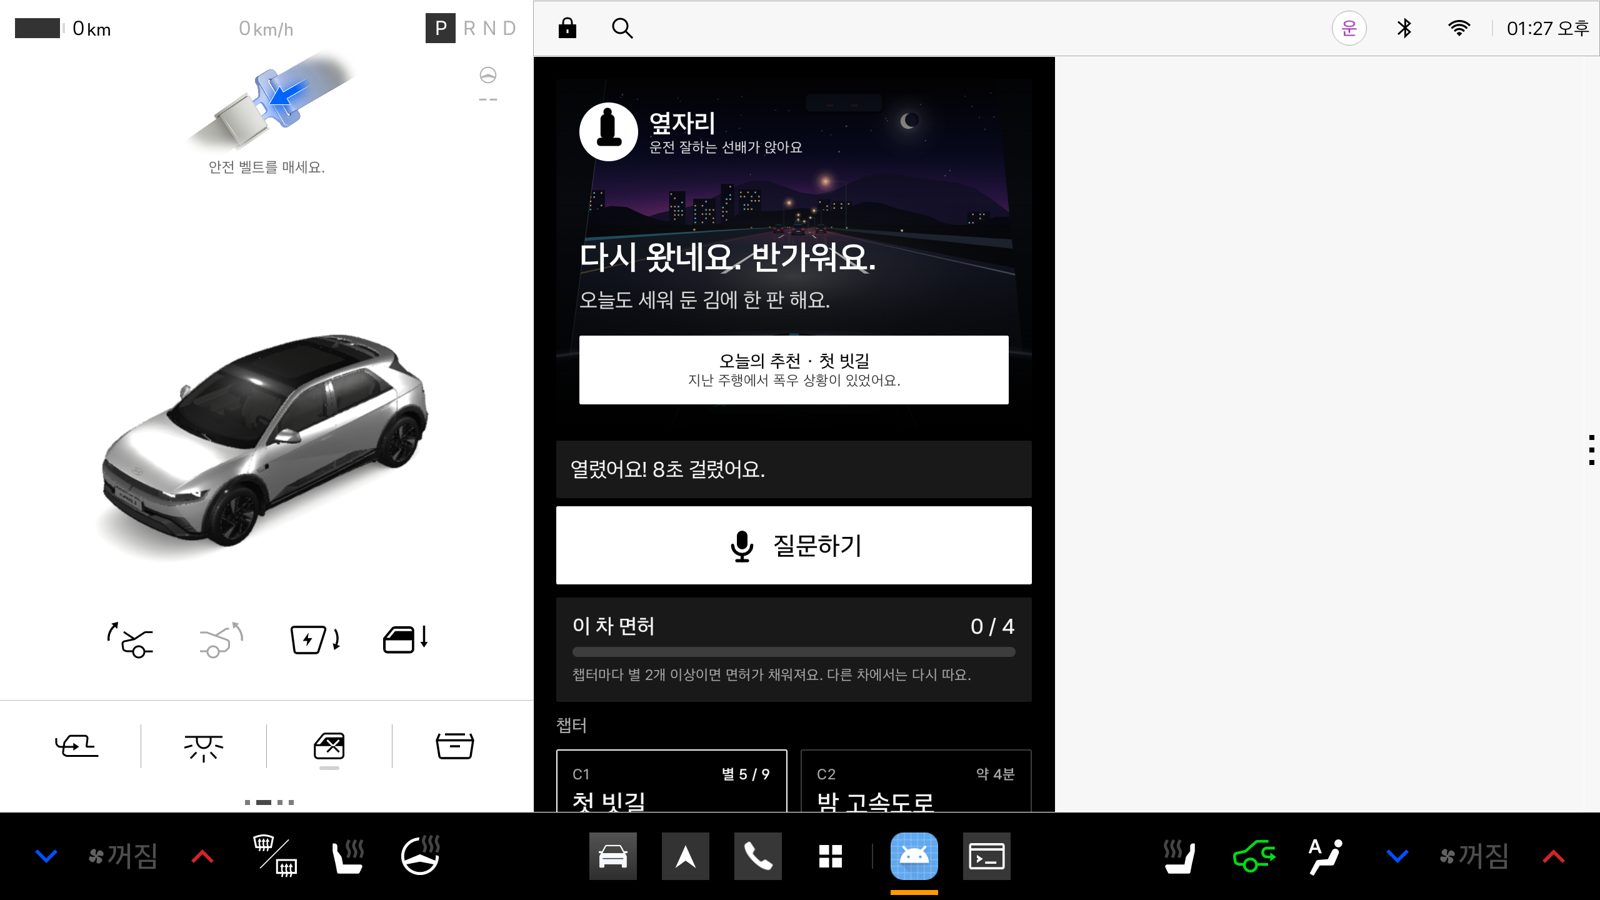 0 km
0 km/h
P R N D
안전 벨트를 매세요.
--
운
01:27 오후
옆자리
운전 잘하는 선배가 앉아요
다시 왔네요. 반가워요.
오늘도 세워 둔 김에 한 판 해요.
오늘의 추천 · 첫 빗길
지난 주행에서 폭우 상황이 있었어요.
열렸어요! 8초 걸렸어요.
질문하기
이 차 면허
0 / 4
챕터마다 별 2개 이상이면 면허가 채워져요. 다른 차에서는 다시 따요.
챕터
C1
별 5 / 9
첫 빗길
C2
약 4분
밤 고속도로
꺼짐
A
꺼짐